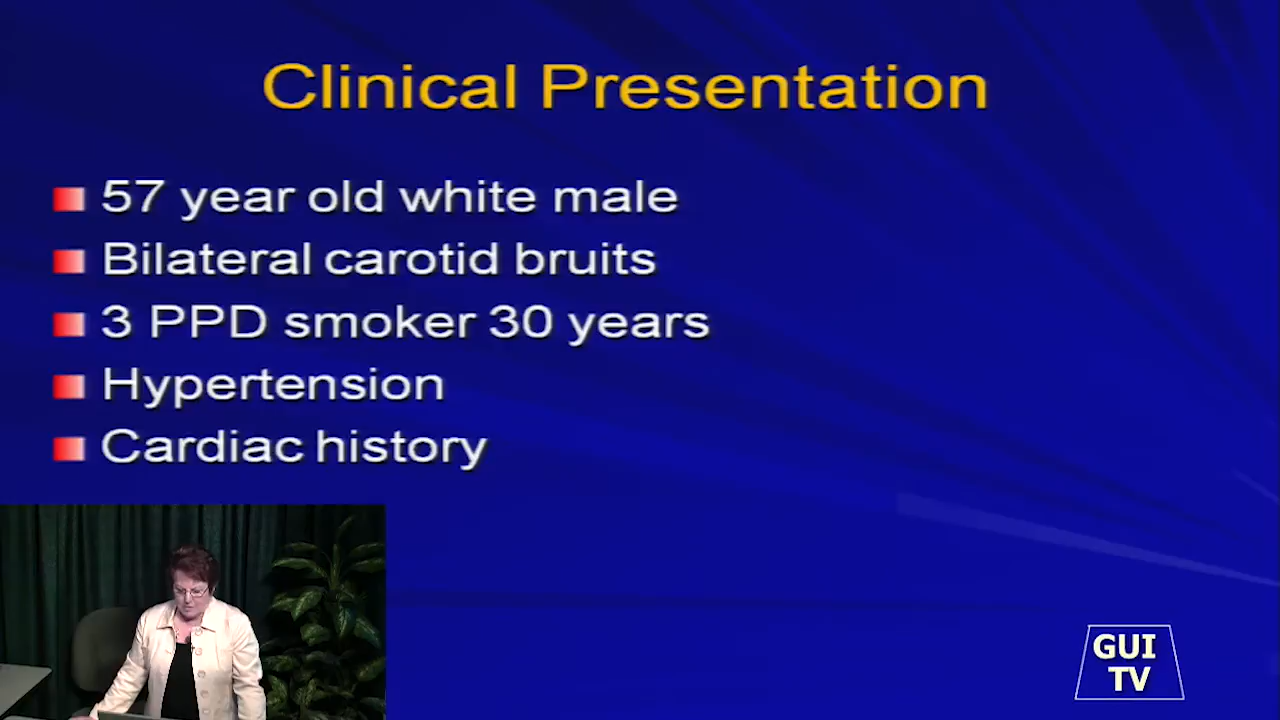 Clinical Presentation
57 year old white male
Bilateral carotid bruits
3 PPD smoker 30 years
Hypertension
Cardiac history
GUI
TV